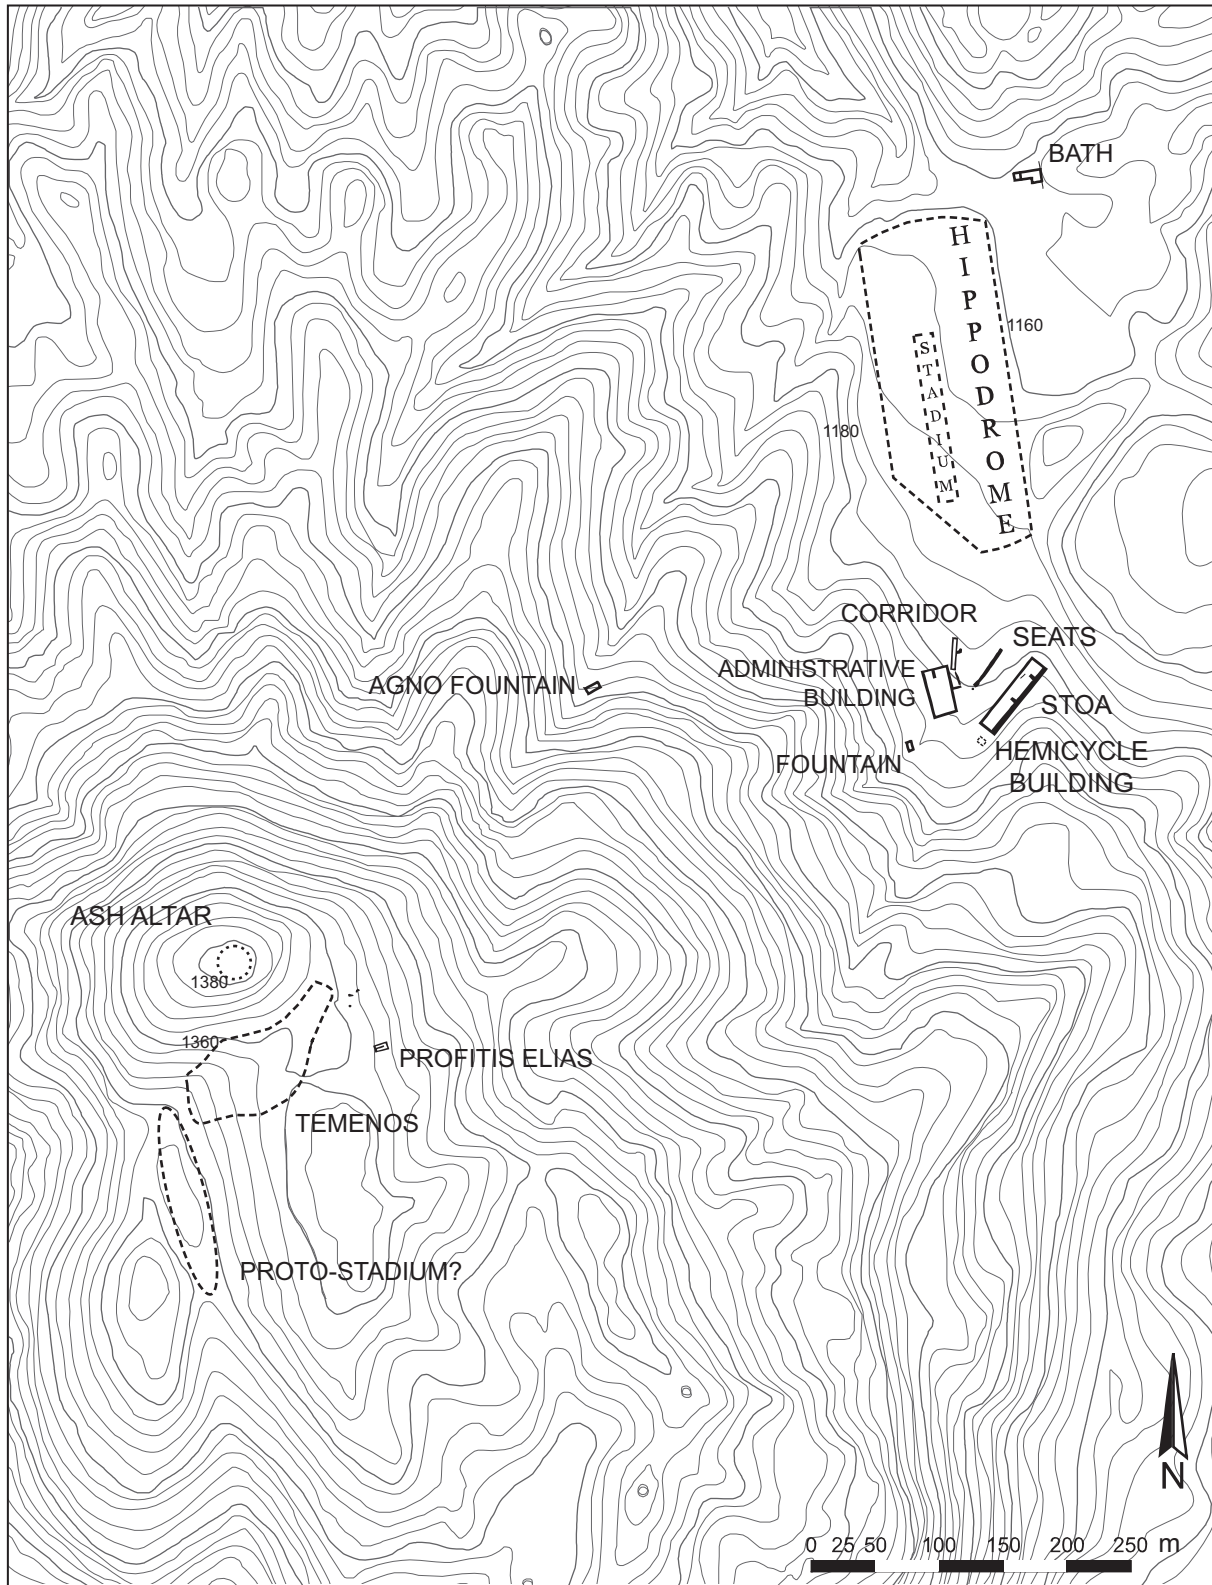 BATH
HIPPODROME
1160
STADIUM
1180
CORRIDOR
SEATS
ADMINISTRATIVE
BUILDING
AGNO FOUNTAIN
STOA
FOUNTAIN
HEMICYCLE
BUILDING
ASH ALTAR
1380
1360
PROFITIS ELIAS
TEMENOS
PROTO-STADIUM?
N
0 25 50 100 150 200 250 m